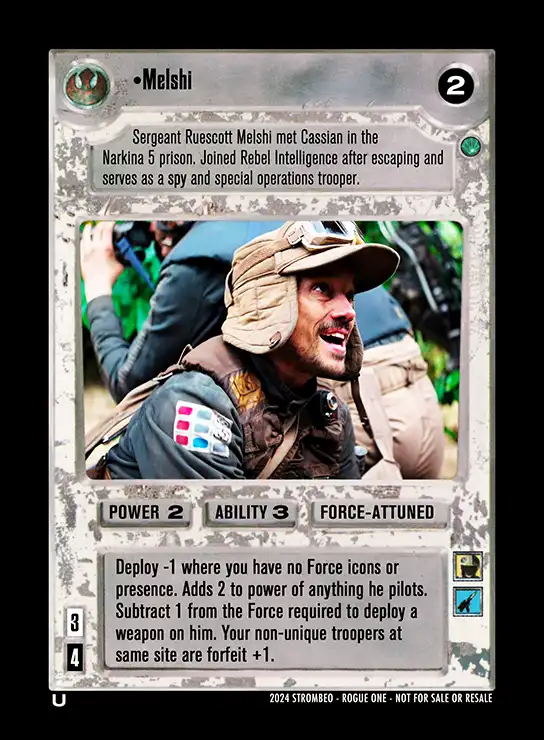 •Melshi
2
Sergeant Ruescott Melshi met Cassian in the
Narkina 5 prison. Joined Rebel Intelligence after escaping and
serves as a spy and special operations trooper.
POWER 2
ABILITY 3
FORCE-ATTUNED
Deploy -1 where you have no Force icons or
presence. Adds 2 to power of anything he pilots.
Subtract 1 from the Force required to deploy a
weapon on him. Your non-unique troopers at
same site are forfeit +1.
3
4
U
2024 STROMBEO - ROGUE ONE - NOT FOR SALE OR RESALE